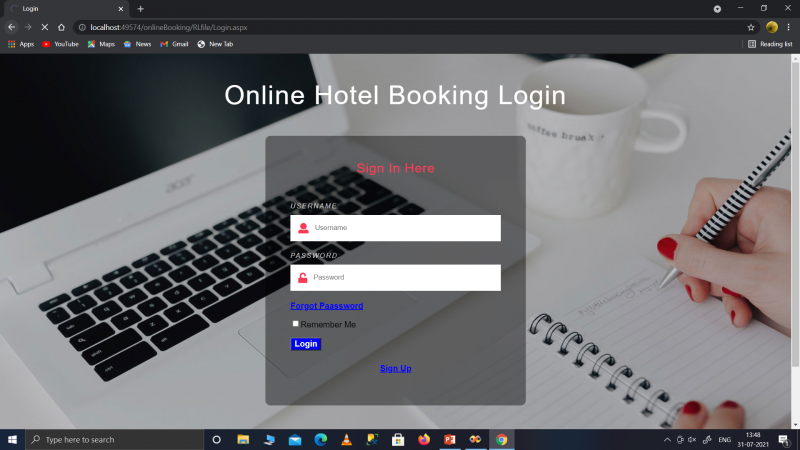 Login
localhost:49574/onlineBooking/RLfile/Login.aspx
Apps YouTube Maps News Gmail New Tab Reading list
Online Hotel Booking Login
acer
coffee break
Sign In Here
USERNAME
Username
PASSWORD
Password
Forgot Paassword
Remember Me
Login
Sign Up
Type here to search
ENG
13:48
31-07-2021
1